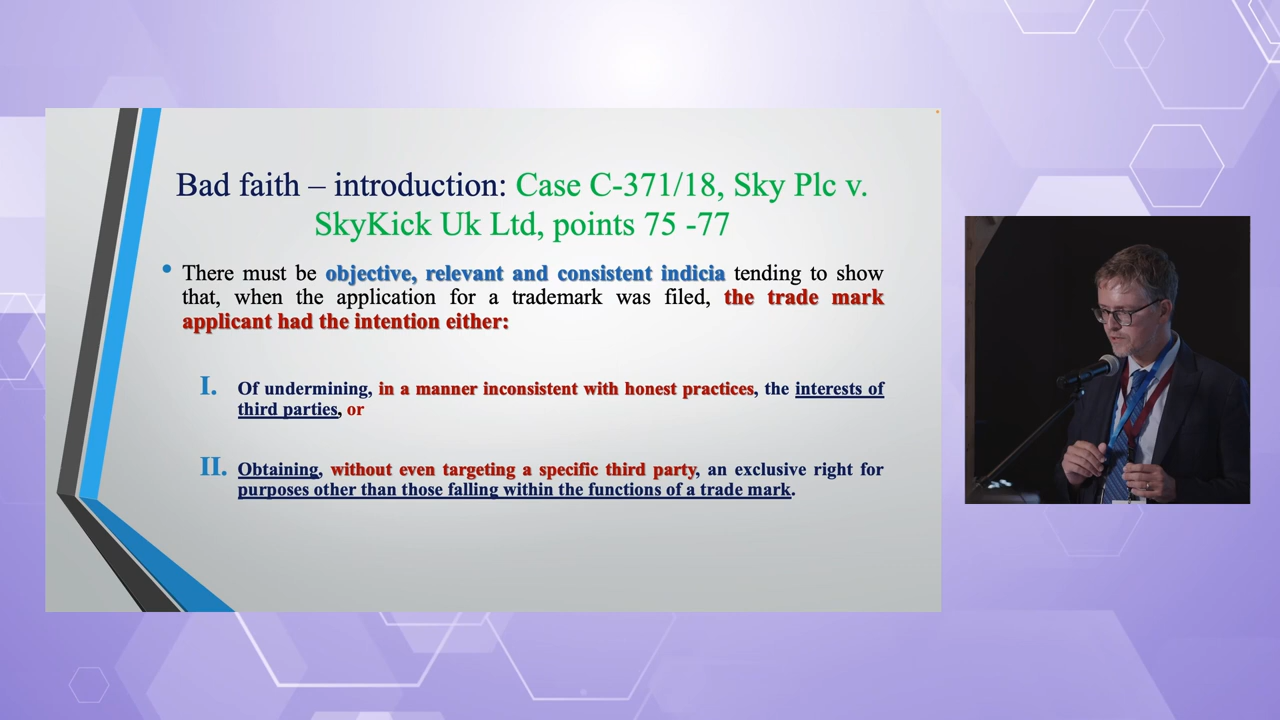 Bad faith – introduction: Case C-371/18, Sky Plc v.
SkyKick Uk Ltd, points 75 -77
• There must be objective, relevant and consistent indicia tending to show
that, when the application for a trademark was filed, the trade mark
applicant had the intention either:
I. Of undermining, in a manner inconsistent with honest practices, the interests of
third parties, or
II. Obtaining, without even targeting a specific third party, an exclusive right for
purposes other than those falling within the functions of a trade mark.